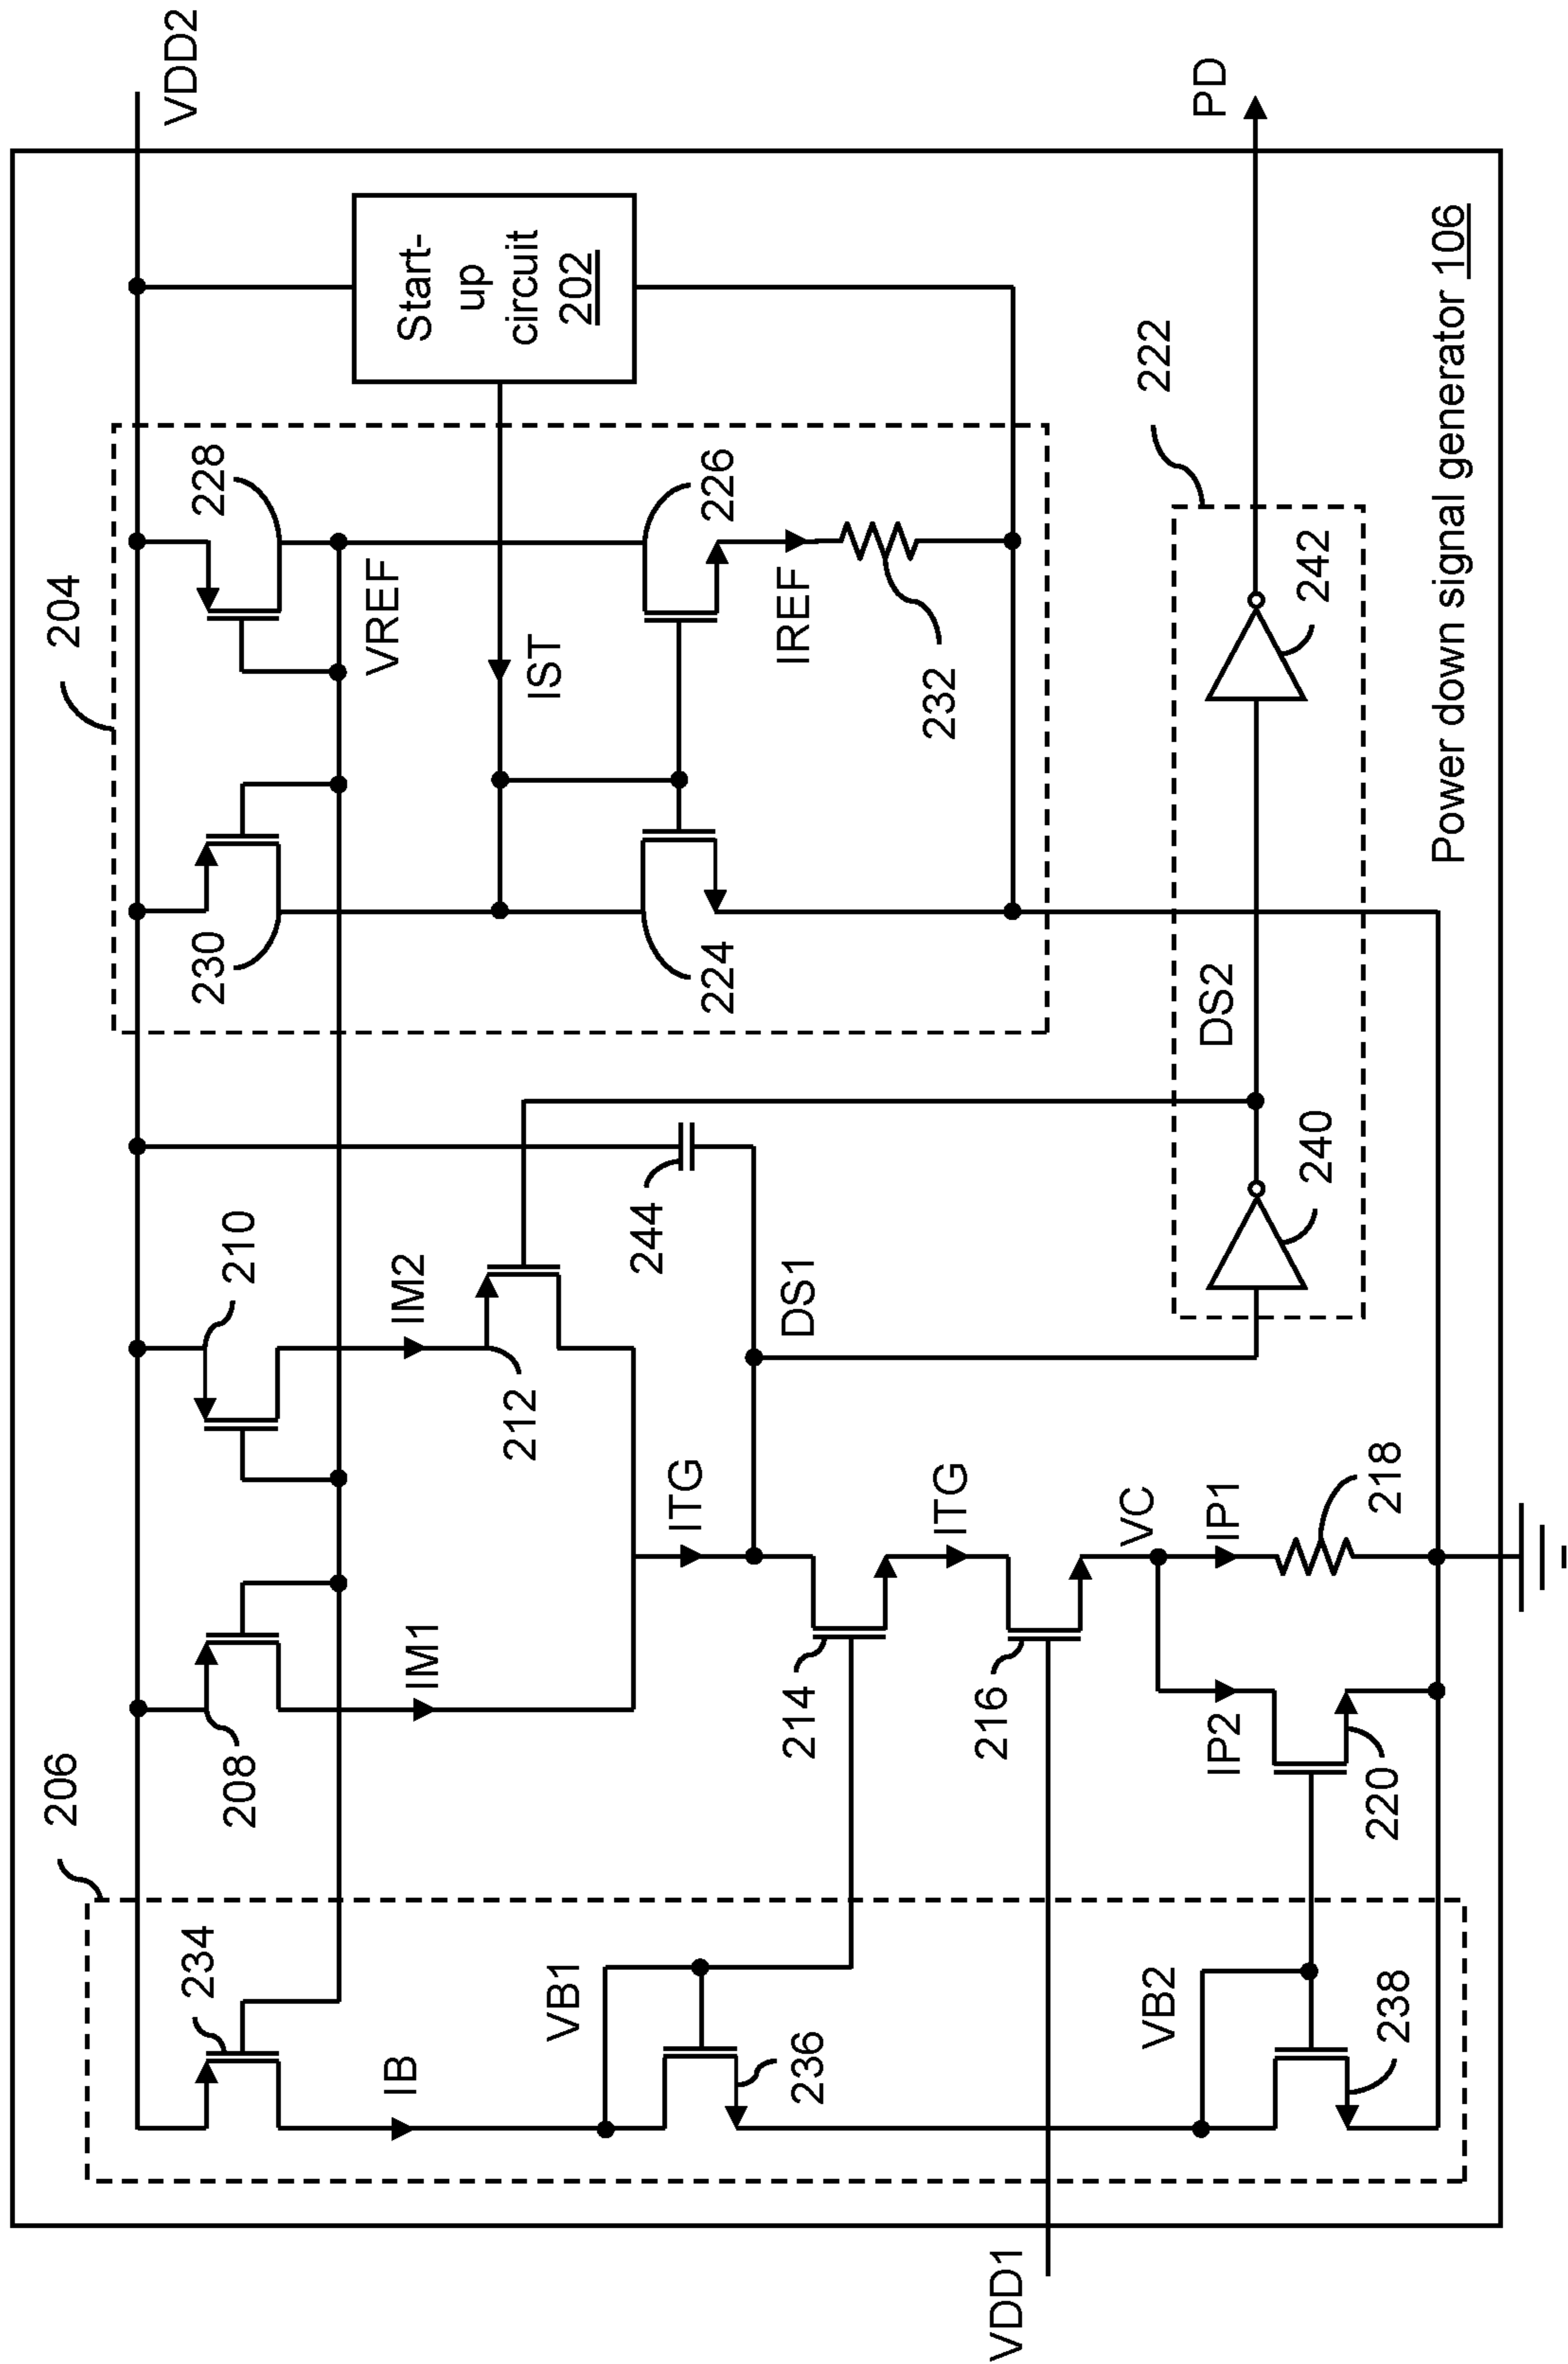 VDD2
204
228
VREF
230
Start-
up
circuit
202
IST
226
IREF
232
224
206
234
208
210
IM1
IM2
212
244
IB
VB1
236
214
ITG
DS1
ITG
216
VDD1
VC
IP1
218
IP2
220
VB2
238
222
240
DS2
242
PD
Power down signal generator 106